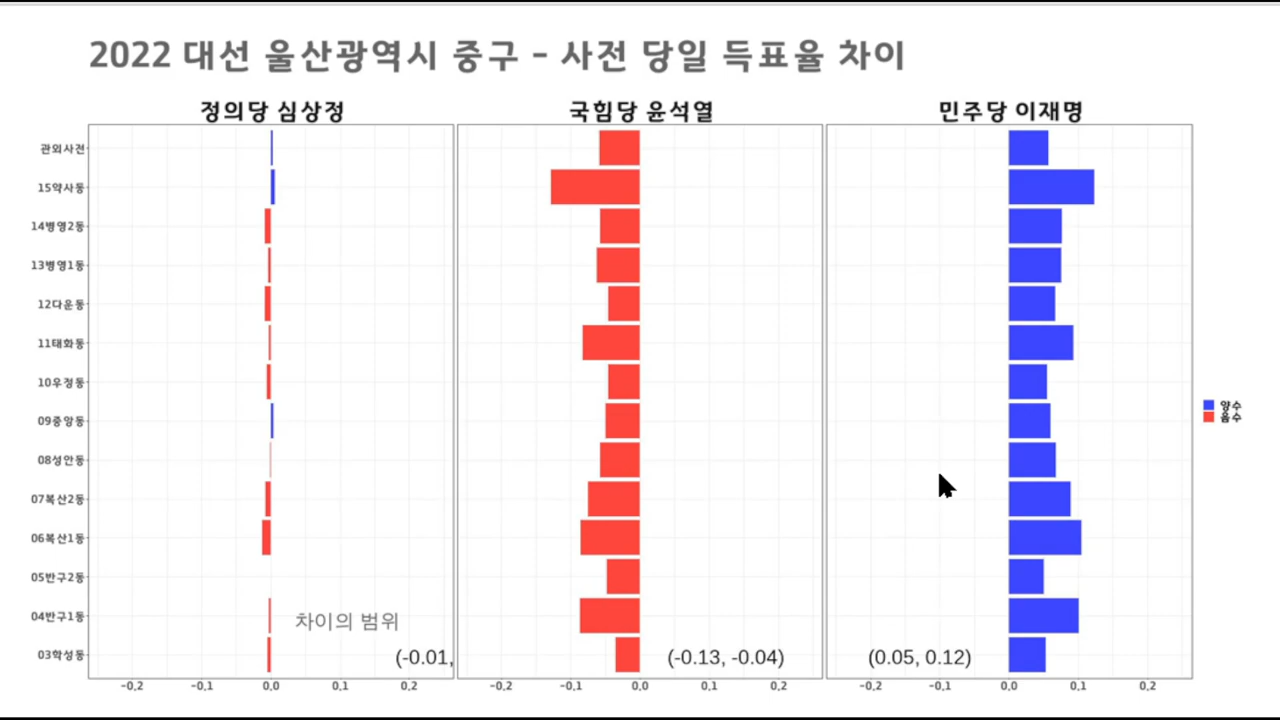 2022 대선 울산광역시 중구 - 사전 당일 득표율 차이
정의당 심상정
국힘당 윤석열
민주당 이재명
관외사전
15약사동
14병영2동
13병영1동
12다운동
11태화동
10우정동
09중앙동
08성안동
07복산2동
06복산1동
05반구2동
04반구1동
03학성동
차이의 범위
(-0.01,
(-0.13, -0.04)
(0.05, 0.12)
-0.2 -0.1 0.0 0.1 0.2
-0.2 -0.1 0.0 0.1 0.2
-0.2 -0.1 0.0 0.1 0.2
양수
음수